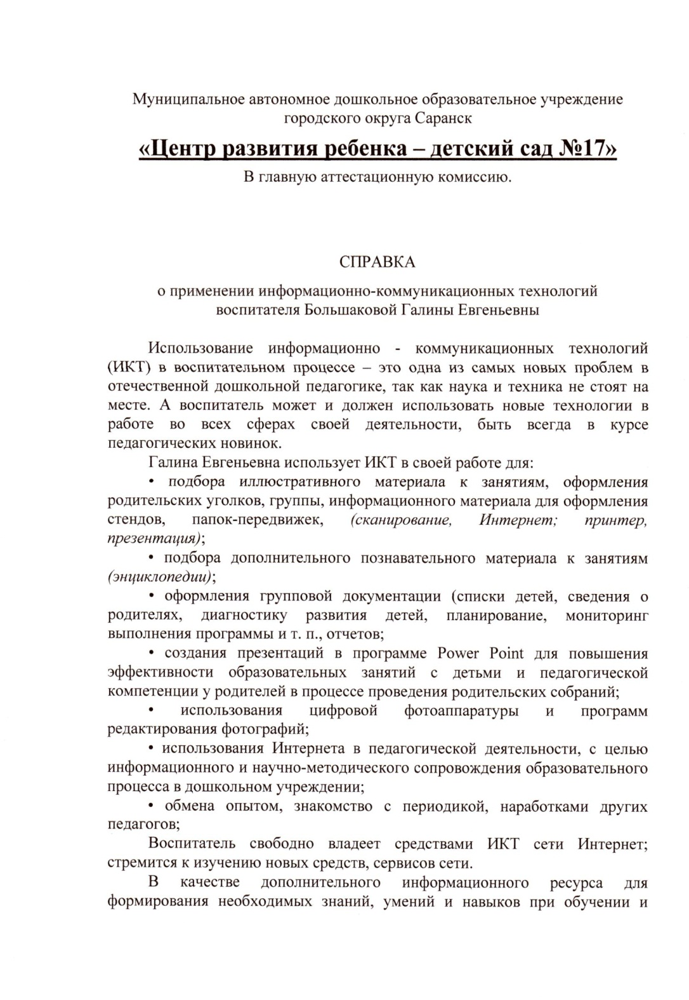 Муниципальное автономное дошкольное образовательное учреждение
городского округа Саранск
«Центр развития ребенка – детский сад №17»
В главную аттестационную комиссию.
СПРАВКА
о применении информационно-коммуникационных технологий
воспитателя Большаковой Галины Евгеньевны
Использование информационно - коммуникационных технологий
(ИКТ) в воспитательном процессе – это одна из самых новых проблем в
отечественной дошкольной педагогике, так как наука и техника не стоят на
месте. А воспитатель может и должен использовать новые технологии в
работе во всех сферах своей деятельности, быть всегда в курсе
педагогических новинок.
Галина Евгеньевна использует ИКТ в своей работе для:
• подбора иллюстративного материала к занятиям, оформления
родительских уголков, группы, информационного материала для оформления
стендов, папок-передвижек, (сканирование, Интернет; принтер,
презентация);
• подбора дополнительного познавательного материала к занятиям
(энциклопедии);
• оформления групповой документации (списки детей, сведения о
родителях, диагностику развития детей, планирование, мониторинг
выполнения программы и т. п., отчетов;
• создания презентаций в программе Power Point для повышения
эффективности образовательных занятий с детьми и педагогической
компетенции у родителей в процессе проведения родительских собраний;
• использования цифровой фотоаппаратуры и программ
редактирования фотографий;
• использования Интернета в педагогической деятельности, с целью
информационного и научно-методического сопровождения образовательного
процесса в дошкольном учреждении;
• обмена опытом, знакомство с периодикой, наработками других
педагогов;
Воспитатель свободно владеет средствами ИКТ сети Интернет;
стремится к изучению новых средств, сервисов сети.
В качестве дополнительного информационного ресурса для
формирования необходимых знаний, умений и навыков при обучении и